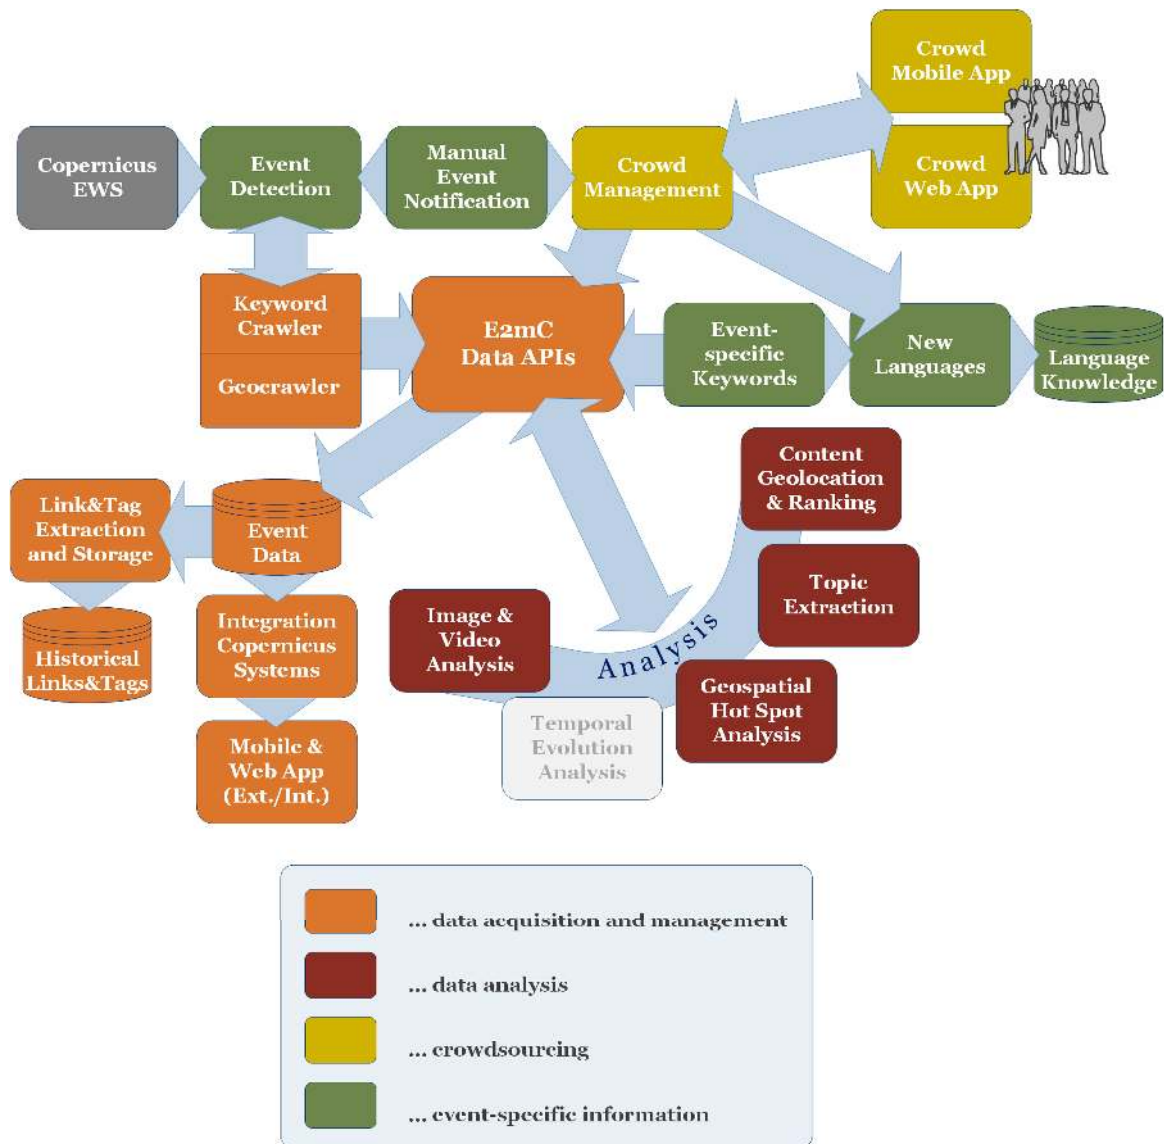 Crowd
Mobile App
Copernicus
EWS
Event
Detection
Manual
Event
Notification
Crowd
Management
Crowd
Web App
Keyword
Crawler
Geocrawler
E2mC
Data APIs
Event-
specific
Keywords
New
Languages
Language
Knowledge
Content
Geolocation
& Ranking
Link&Tag
Extraction
and Storage
Event
Data
Topic
Extraction
Image &
Video
Analysis
Analysis
Integration
Copernicus
Systems
Historical
Links&Tags
Geospatial
Hot Spot
Analysis
Temporal
Evolution
Analysis
Mobile &
Web App
(Ext./Int.)
... data acquisition and management
... data analysis
... crowdsourcing
... event-specific information